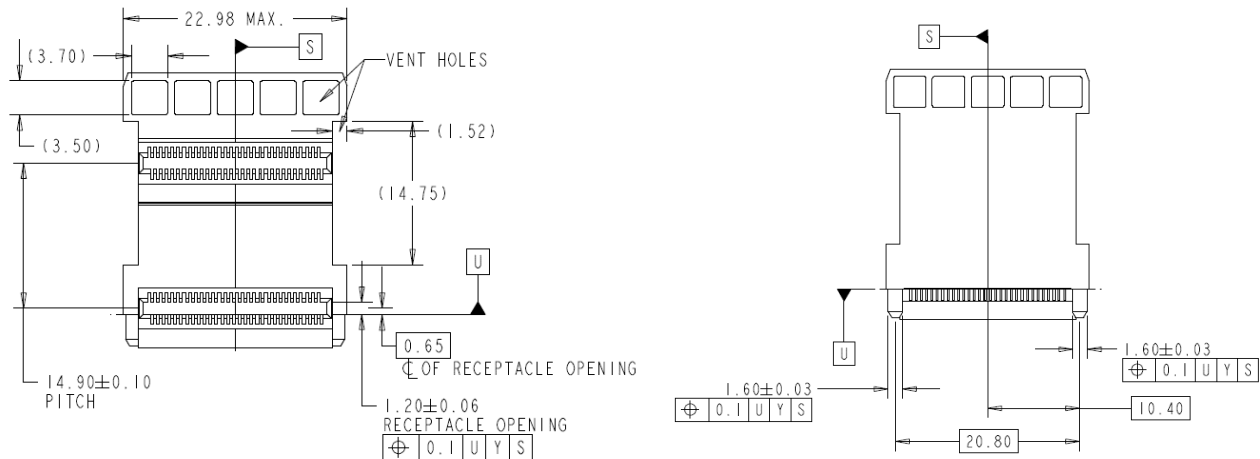 22.98 MAX.
(3.70)
S
VENT HOLES
(3.50)
(1.52)
(14.75)
U
0.65
℄ OF RECEPTACLE OPENING
14.90±0.10
PITCH
1.20±0.06
RECEPTACLE OPENING
⌖ 0.1 U Y S
S
U
1.60±0.03
⌖ 0.1 U Y S
1.60±0.03
⌖ 0.1 U Y S
10.40
20.80